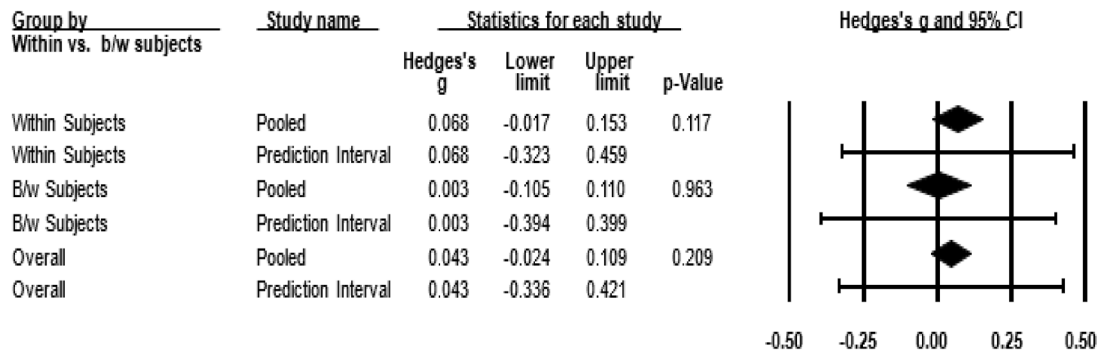 Group by Study name Statistics for each study Hedges's g and 95% CI
Within vs. b/w subjects
Hedges's g Lower limit Upper limit p-Value
Within Subjects Pooled 0.068 -0.017 0.153 0.117
Within Subjects Prediction Interval 0.068 -0.323 0.459
B/w Subjects Pooled 0.003 -0.105 0.110 0.963
B/w Subjects Prediction Interval 0.003 -0.394 0.399
Overall Pooled 0.043 -0.024 0.109 0.209
Overall Prediction Interval 0.043 -0.336 0.421
-0.50 -0.25 0.00 0.25 0.50